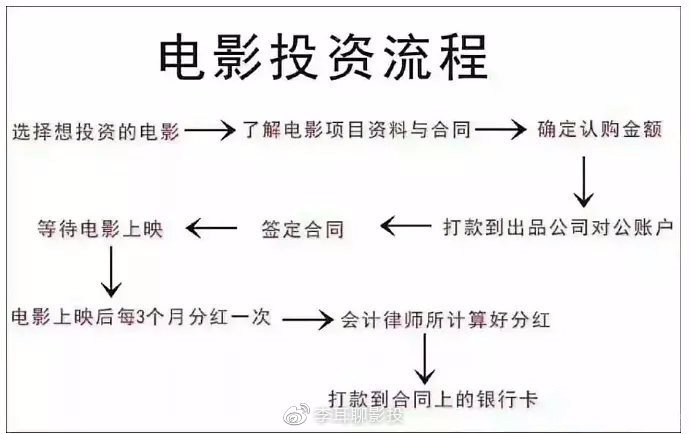 电影投资流程
选择想投资的电影
了解电影项目资料与合同
确定认购金额
打款到出品公司对公账户
签定合同
等待电影上映
电影上映后每3个月分红一次
会计律师所计算好分红
打款到合同上的银行卡
李耳聊影投